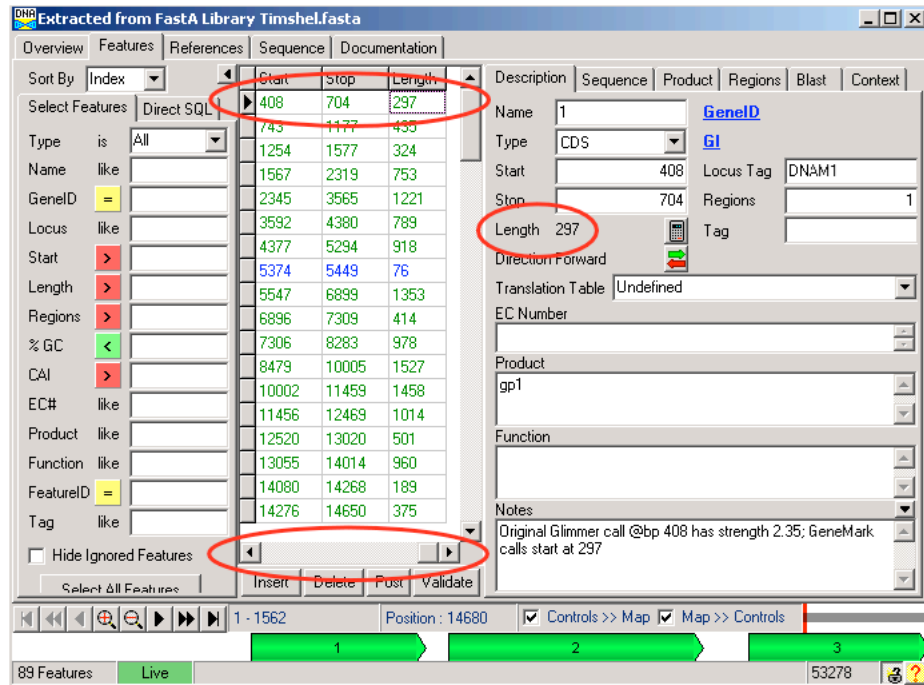 Extracted from FastA Library Timshel.fasta
Overview Features References Sequence Documentation
Sort By Index
Select Features Direct SQL
Type is All
Name like
GeneID =
Locus like
Start >
Length >
Regions >
% GC <
CAI >
EC# like
Product like
Function like
FeatureID =
Tag like
Hide Ignored Features
Select All Features
Start Stop Length
408 704 297
743 1177 435
1254 1577 324
1567 2319 753
2345 3565 1221
3592 4380 789
4377 5294 918
5374 5449 76
5547 6899 1353
6896 7309 414
7306 8283 978
8479 10005 1527
10002 11459 1458
11456 12469 1014
12520 13020 501
13055 14014 960
14080 14268 189
14276 14650 375
Insert Delete Post Validate
Description Sequence Product Regions Blast Context
Name 1 GeneID
Type CDS GI
Start 408 Locus Tag DNAM1
Stop 704 Regions 1
Length 297 Tag
Direction Forward
Translation Table Undefined
EC Number
Product
gp1
Function
Notes
Original Glimmer call @bp 408 has strength 2.35; GeneMark
calls start at 297
1 - 1562 Position : 14680 Controls >> Map Map >> Controls
1 2 3
89 Features Live 53278 ?